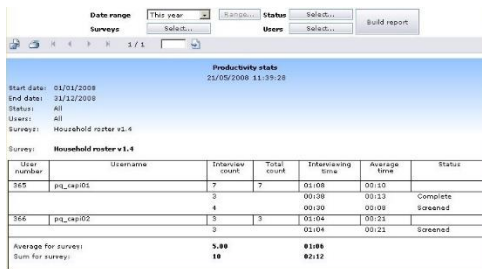 Date range This year Range... Status Select... Build report
Surveys Select... Users Select...
1/1
Productivity stats
21/05/2008 11:39:28
Start date: 01/01/2008
End date: 31/12/2008
Status: All
Users: All
Surveys: Household roster v1.4
Survey: Household roster v1.4
User number Username Interview count Total count Interviewing time Average time Status
365 pq_capi01 7 7 01:08 00:10
3 00:38 00:13 Complete
4 00:30 00:08 Screened
366 pq_capi02 3 3 01:04 00:21
3 01:04 00:21 Screened
Average for survey: 5.00 01:06
Sum for survey: 10 02:12